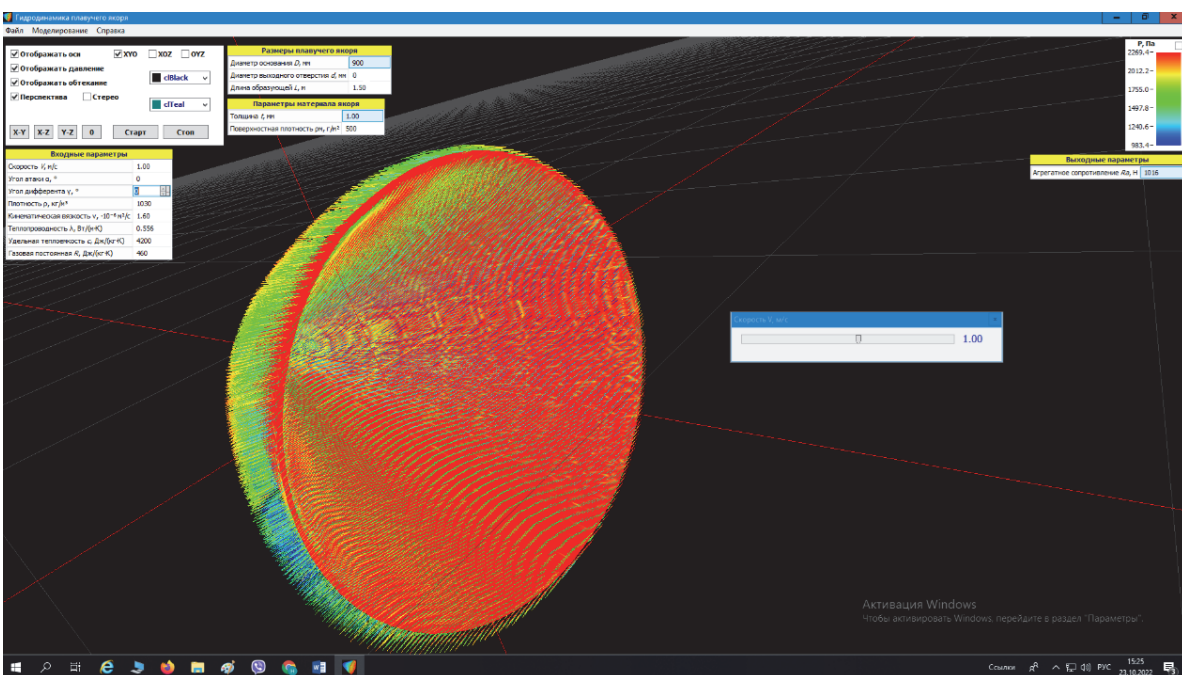 Гидродинамика плавучего якоря
Файл Моделирование Справка
Отображать оси XYO XOZ OYZ
Отображать давление
Отображать обтекание
clBlack
Перспектива Стерео
clTeal
X-Y X-Z Y-Z 0 Старт Стоп
Размеры плавучего якоря
Диаметр основания D, мм 900
Диаметр выходного отверстия d, мм 0
Длина образующей L, м 1.50
Параметры материала якоря
Толщина t, мм 1.00
Поверхностная плотность ρм, г/м² 500
Входные параметры
Скорость V, м/с 1.00
Угол атаки α, ° 0
Угол дифферента γ, °
Плотность ρ, кг/м³ 1030
Кинематическая вязкость ν, ·10⁻⁶ м²/с 1.60
Теплопроводность λ, Вт/(м·К) 0.556
Удельная теплоемкость c, Дж/(кг·К) 4200
Газовая постоянная R, Дж/(кг·К) 460
P, Па
2269.4
2012.2
1755.0
1497.8
1240.6
983.4
Выходные параметры
Агрегатное сопротивление Ra, Н 1016
Скорость V, м/с
1.00
Активация Windows
Чтобы активировать Windows, перейдите в раздел "Параметры".
Ссылки РУС 15:25
23.10.2022